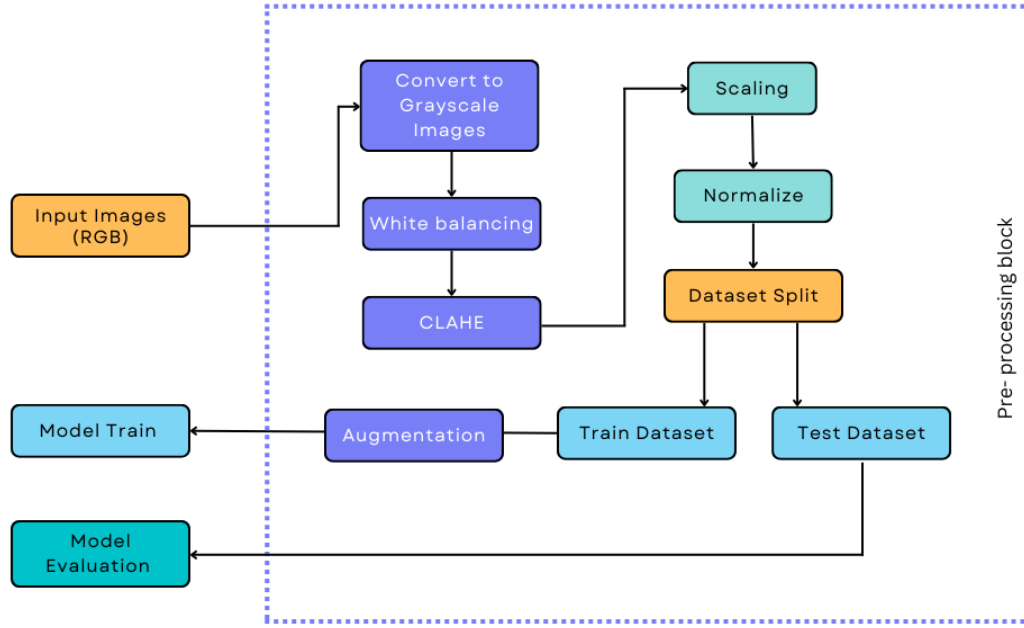 Convert to
Grayscale
Images
Scaling
Normalize
Input Images
(RGB)
White balancing
Dataset Split
CLAHE
Pre- processing block
Model Train
Augmentation
Train Dataset
Test Dataset
Model
Evaluation